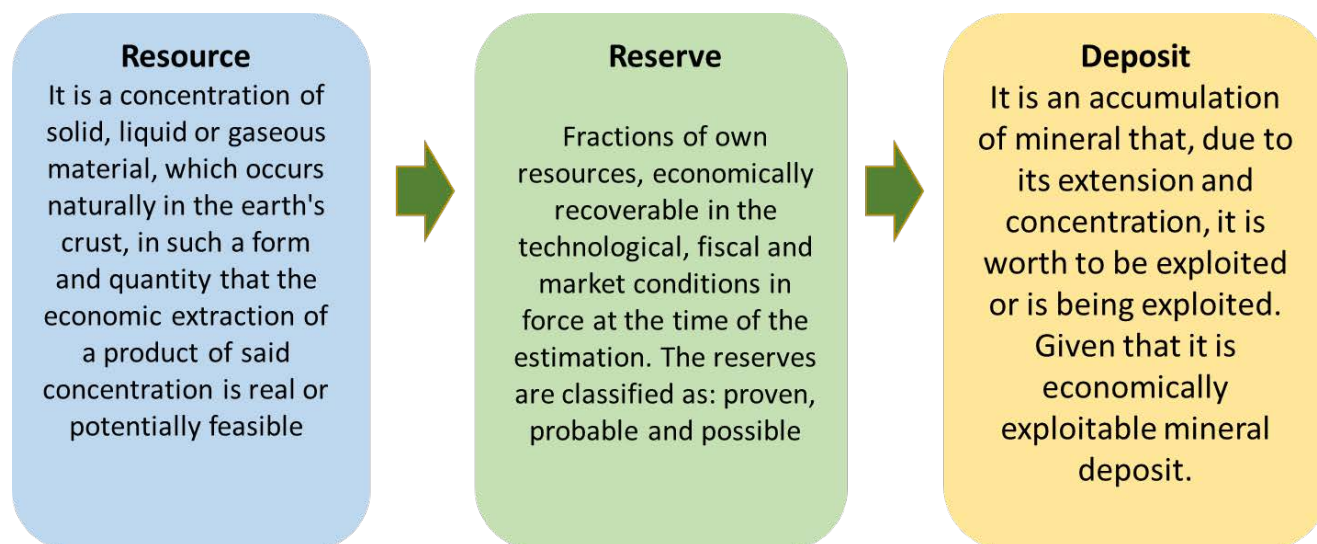 Resource
It is a concentration of
solid, liquid or gaseous
material, which occurs
naturally in the earth's
crust, in such a form
and quantity that the
economic extraction of
a product of said
concentration is real or
potentially feasible
Reserve
Fractions of own
resources, economically
recoverable in the
technological, fiscal and
market conditions in
force at the time of the
estimation. The reserves
are classified as: proven,
probable and possible
Deposit
It is an accumulation
of mineral that, due to
its extension and
concentration, it is
worth to be exploited
or is being exploited.
Given that it is
economically
exploitable mineral
deposit.